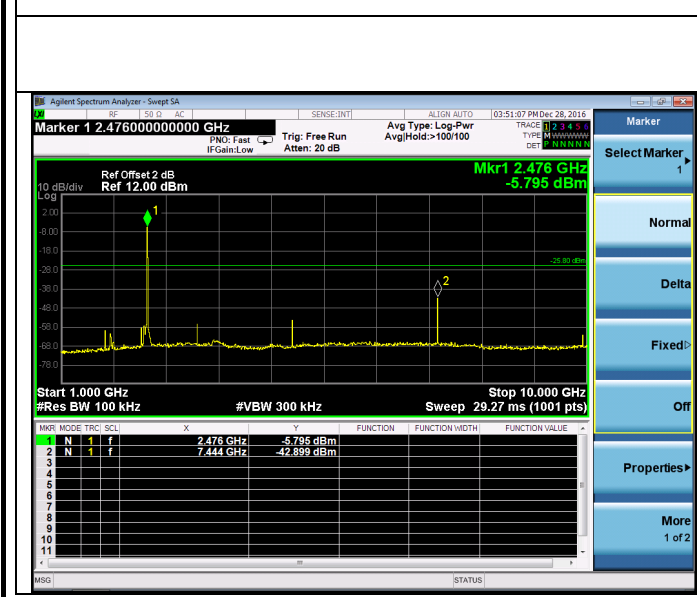 Agilent Spectrum Analyzer - Swept SA
RF 50 Ω AC SENSE:INT ALIGN AUTO 03:51:07 PM Dec 28, 2016
Marker 1 2.476000000000 GHz
PNO: Fast
IFGain:Low
Trig: Free Run
Atten: 20 dB
Avg Type: Log-Pwr
Avg|Hold:>100/100
TRACE 1 2 3 4 5 6
TYPE M W W W W W
DET P N N N N N
Marker
Select Marker
1
Normal
Delta
Fixed
Off
Properties
More
1 of 2
Ref Offset 2 dB
10 dB/div Ref 12.00 dBm
Log
Mkr1 2.476 GHz
-5.795 dBm
2.00
-8.00
-18.0
-28.0
-38.0
-48.0
-58.0
-68.0
-78.0
1
-25.80 dBm
2
Start 1.000 GHz Stop 10.000 GHz
#Res BW 100 kHz #VBW 300 kHz Sweep 29.27 ms (1001 pts)
MKR MODE TRC SCL X Y FUNCTION FUNCTION WIDTH FUNCTION VALUE
1 N 1 f 2.476 GHz -5.795 dBm
2 N 1 f 7.444 GHz -42.899 dBm
3
4
5
6
7
8
9
10
11
MSG STATUS